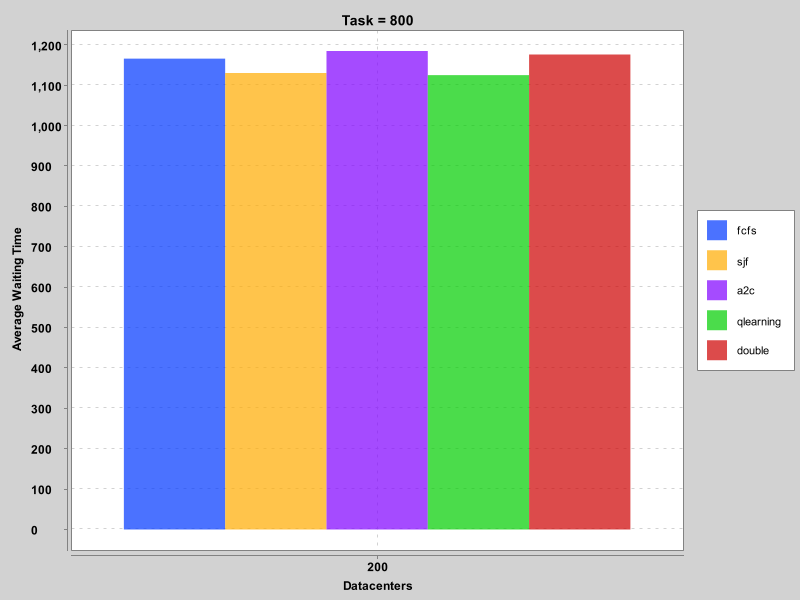 Task = 800
1,200
1,100
1,000
900
800
700
600
500
400
300
200
100
0
Average Waiting Time
200
Datacenters
fcfs
sjf
a2c
qlearning
double